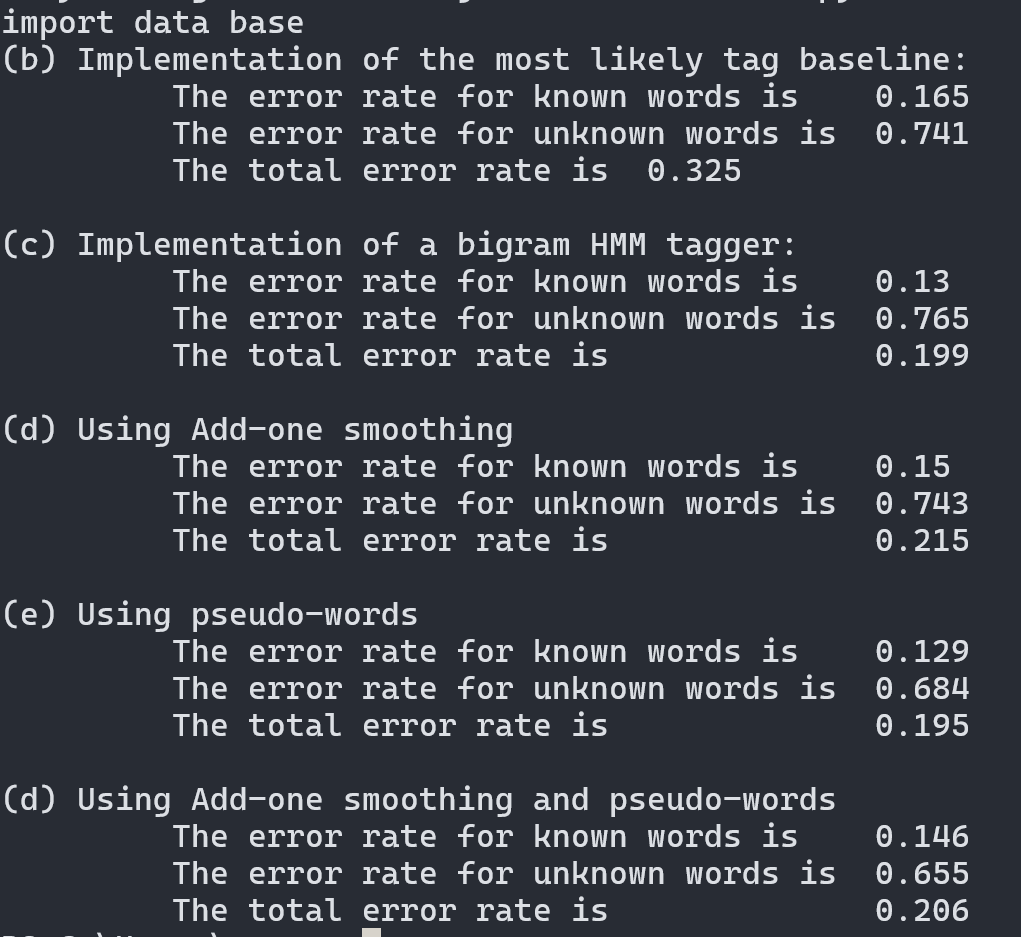 import data base
(b) Implementation of the most likely tag baseline:
The error rate for known words is 0.165
The error rate for unknown words is 0.741
The total error rate is 0.325
(c) Implementation of a bigram HMM tagger:
The error rate for known words is 0.13
The error rate for unknown words is 0.765
The total error rate is 0.199
(d) Using Add-one smoothing
The error rate for known words is 0.15
The error rate for unknown words is 0.743
The total error rate is 0.215
(e) Using pseudo-words
The error rate for known words is 0.129
The error rate for unknown words is 0.684
The total error rate is 0.195
(d) Using Add-one smoothing and pseudo-words
The error rate for known words is 0.146
The error rate for unknown words is 0.655
The total error rate is 0.206